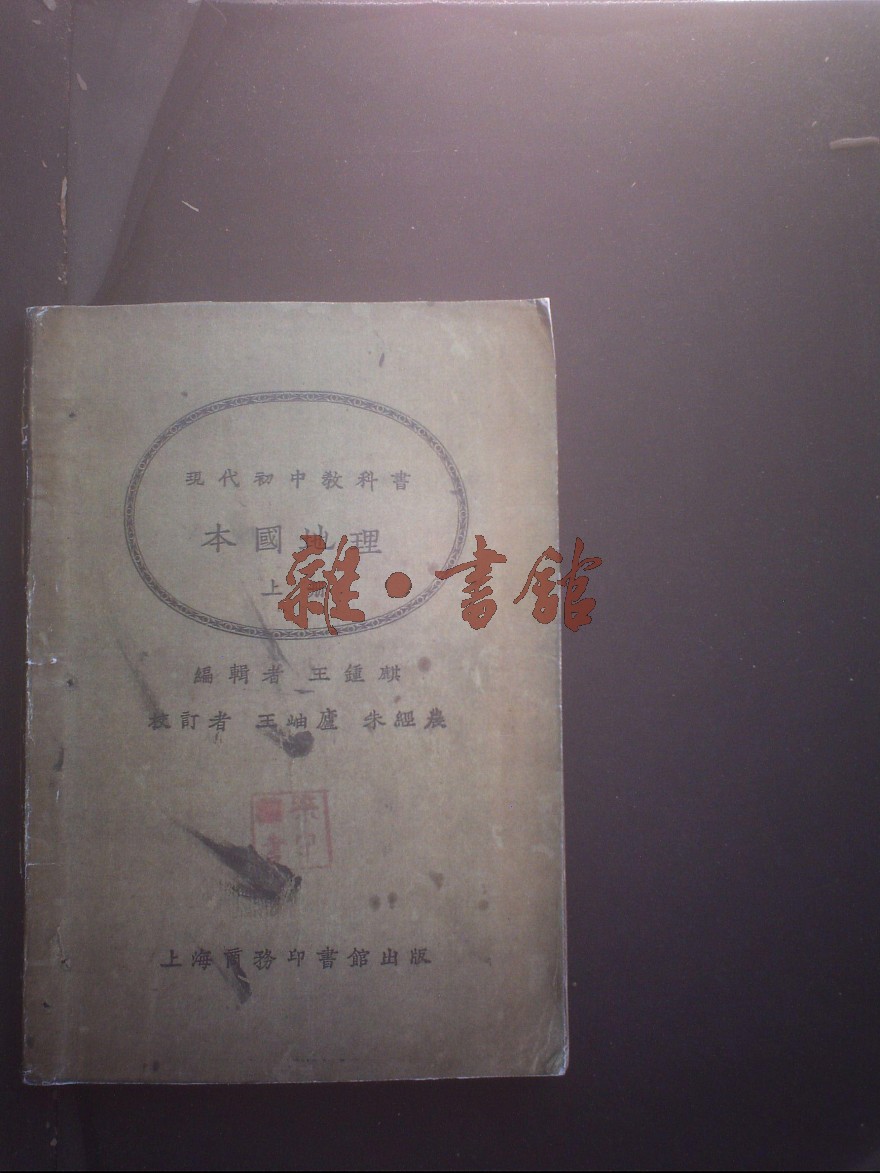 現代初中教科書
本國地理
上
雜·書館
編輯者 王鍾麒
校訂者 王岫廬 朱經農
上海商務印書館出版